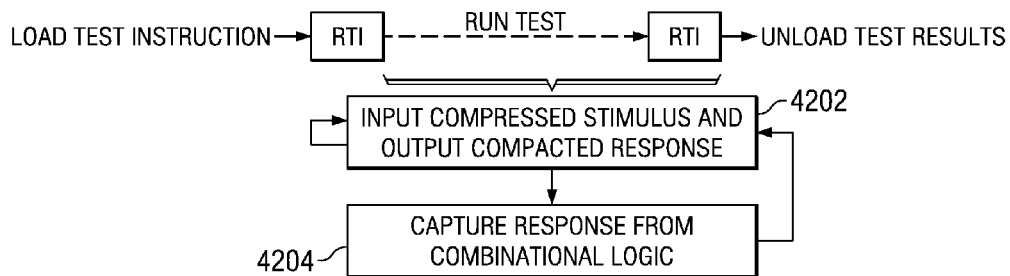 RUN TEST
LOAD TEST INSTRUCTION RTI RTI UNLOAD TEST RESULTS
4202
INPUT COMPRESSED STIMULUS AND
OUTPUT COMPACTED RESPONSE
CAPTURE RESPONSE FROM
COMBINATIONAL LOGIC
4204